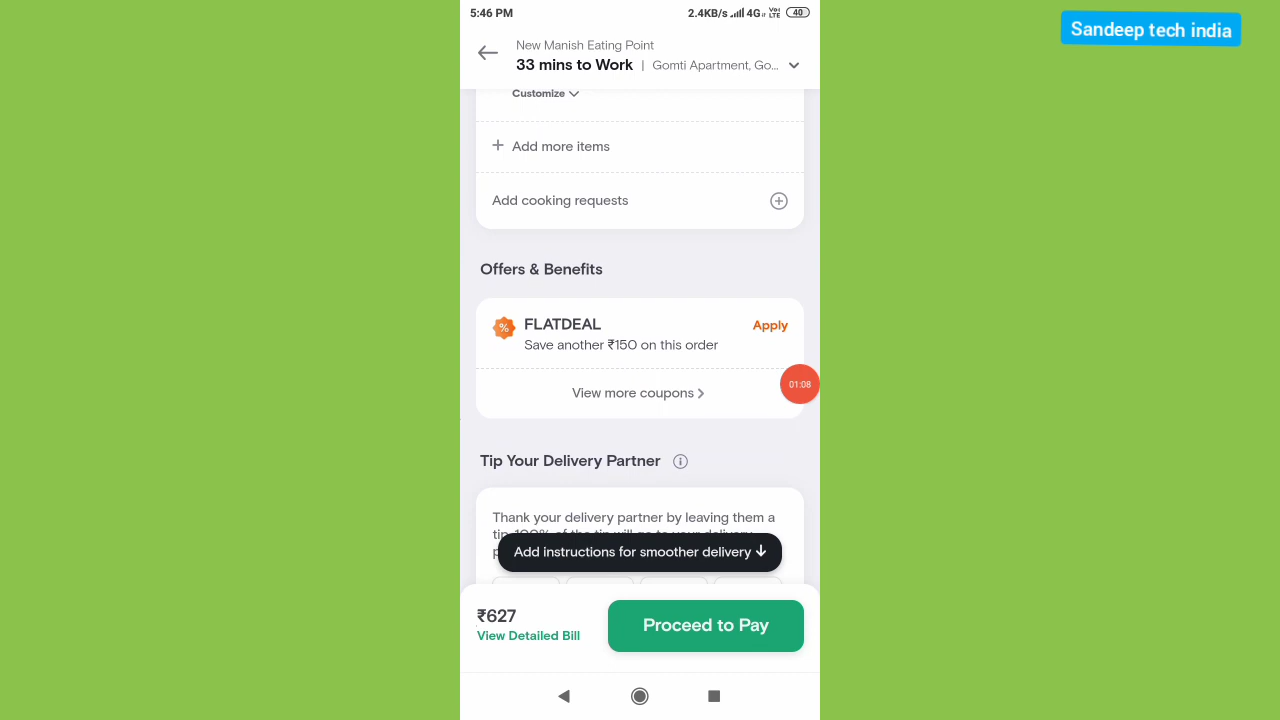 5:46 PM
2.4KB/s 4G Vo LTE 40
Sandeep tech india
New Manish Eating Point
33 mins to Work | Gomti Apartment, Go...
Customize
Add more items
Add cooking requests
Offers & Benefits
%
FLATDEAL
Apply
Save another ₹150 on this order
01:08
View more coupons
Tip Your Delivery Partner
Thank your delivery partner by leaving them a
Add instructions for smoother delivery
₹627
View Detailed Bill
Proceed to Pay